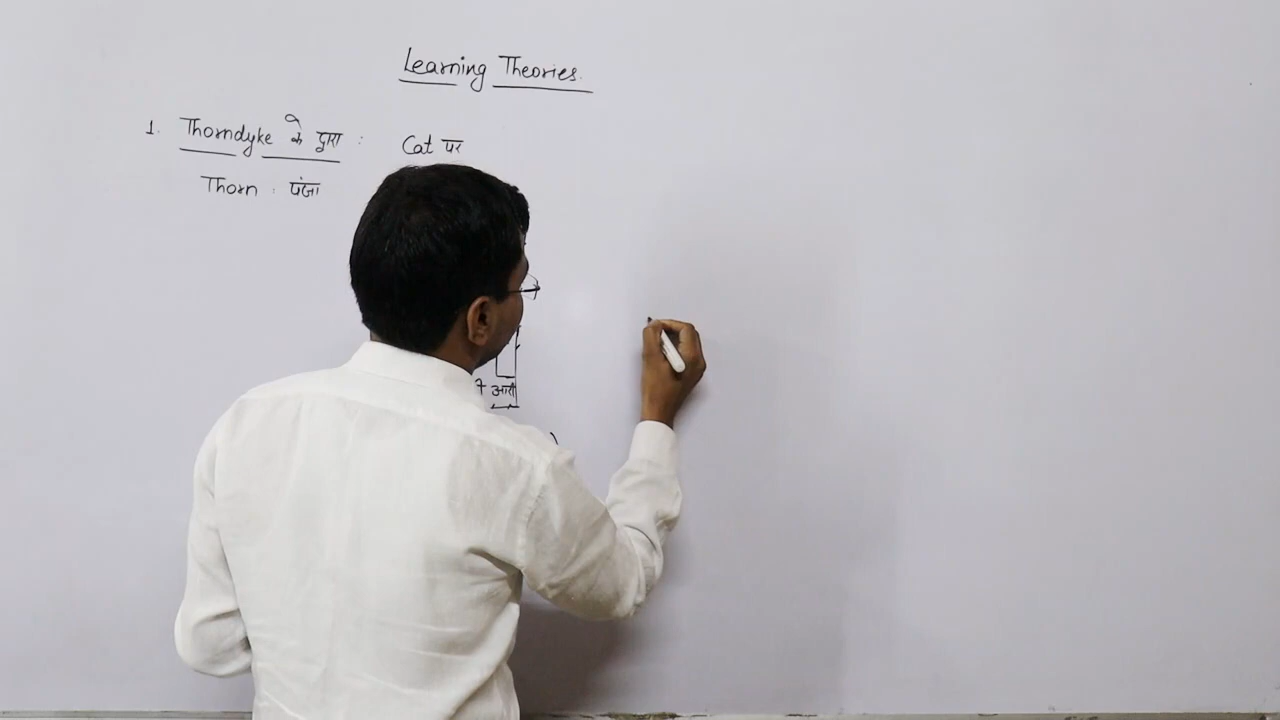 Learning Theories.
1. Thorndyke के द्वारा : Cat पर
Thorn : पंजा